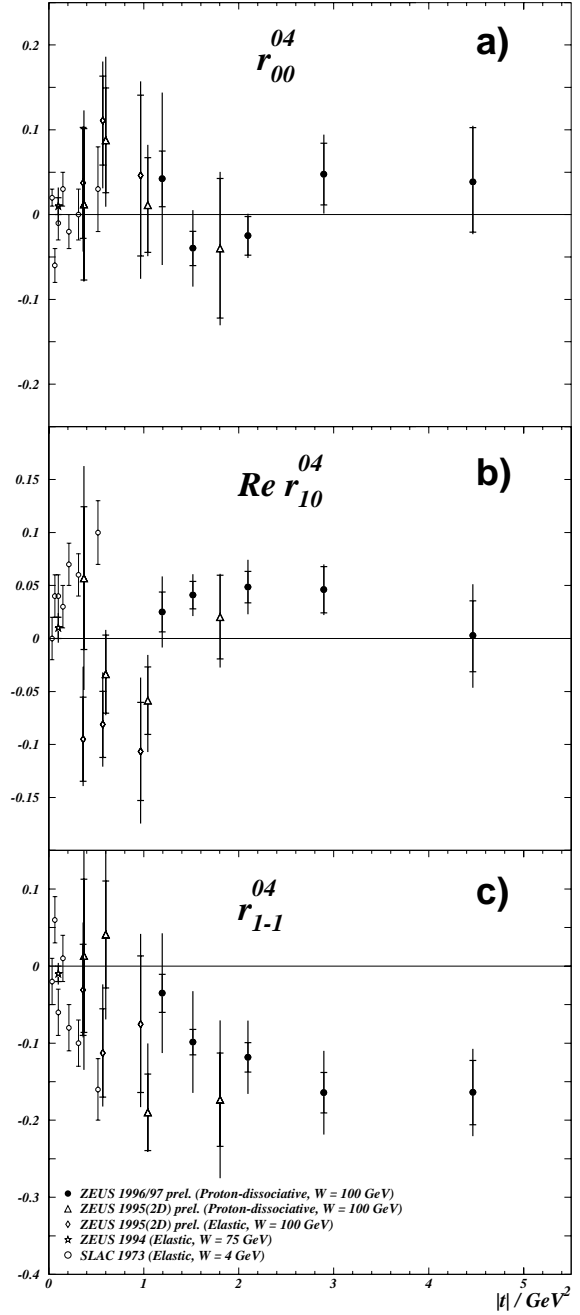 0.2
0.1
0
-0.1
-0.2
r
04
00
a)
0.15
0.1
0.05
0
-0.05
-0.1
-0.15
Re r
04
10
b)
0.1
0
-0.1
-0.2
-0.3
-0.4
r
04
1-1
c)
ZEUS 1996/97 prel. (Proton-dissociative, W = 100 GeV)
ZEUS 1995(2D) prel. (Proton-dissociative, W = 100 GeV)
ZEUS 1995(2D) prel. (Elastic, W = 100 GeV)
ZEUS 1994 (Elastic, W = 75 GeV)
SLAC 1973 (Elastic, W = 4 GeV)
0 1 2 3 4 5
|t| / GeV²